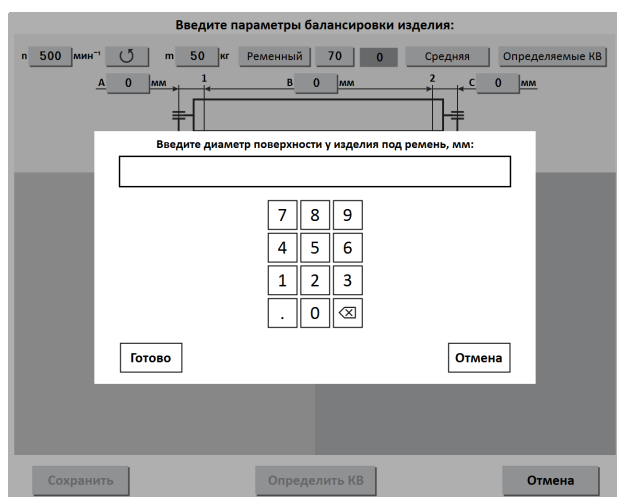 Введите параметры балансировки изделия:
n 500 мин⁻¹ m 50 кг Ременный 70 0 Средняя Определяемые КВ
A 0 мм 1 B 0 мм 2 C 0 мм
Введите диаметр поверхности у изделия под ремень, мм:
7 8 9
4 5 6
1 2 3
. 0
Готово Отмена
Сохранить Определить КВ Отмена